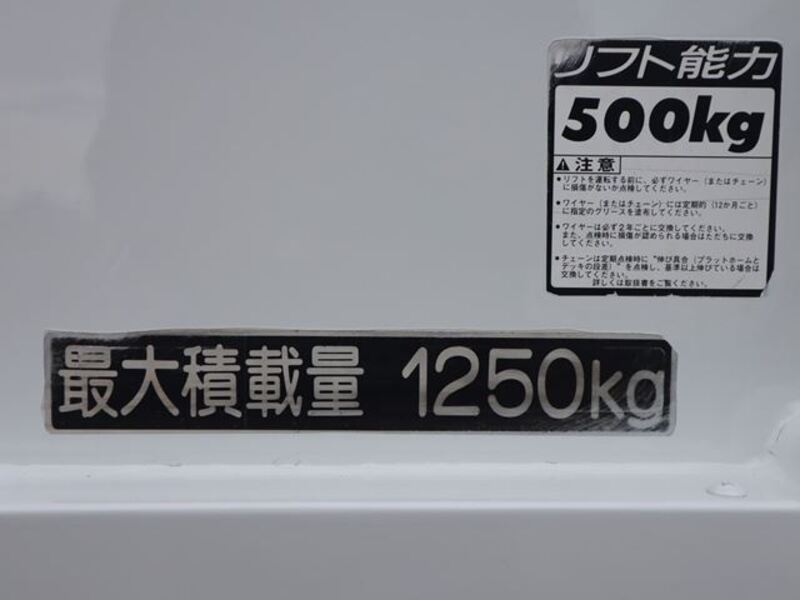 リフト能力
500kg
注意
●リフトを運転する前に、必ずワイヤー（またはチェーン）
に損傷がないか点検してください。
●ワイヤー（またはチェーン）には定期的（12か月ごと）
に指定のグリースを塗布してください。
●ワイヤーは必ず2年ごとに交換してください。
また、点検時に損傷が認められる場合はただちに交換
してください。
●チェーンは定期点検時に"伸び具合（プラットホームと
デッキの段差）"を点検し、基準以上伸びている場合は
交換してください。
詳しくは取扱書をご覧ください。
最大積載量 1250kg